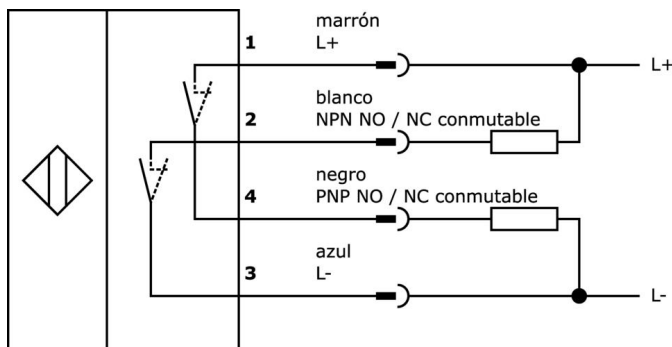 marrón
1 L+
L+
blanco
2 NPN NO / NC conmutable
negro
4 PNP NO / NC conmutable
azul
3 L-
L-